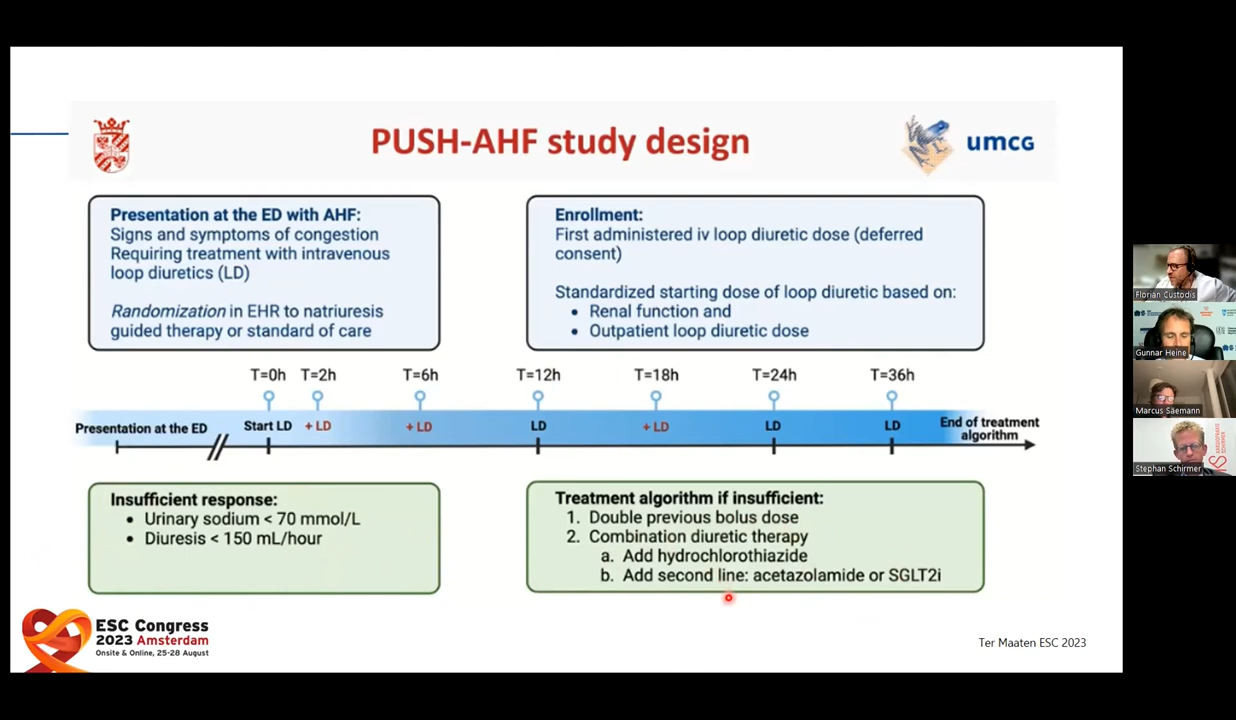 PUSH-AHF study design
umcg
Presentation at the ED with AHF:
Signs and symptoms of congestion
Requiring treatment with intravenous
loop diuretics (LD)
Randomization in EHR to natriuresis
guided therapy or standard of care
Enrollment:
First administered iv loop diuretic dose (deferred
consent)
Standardized starting dose of loop diuretic based on:
• Renal function and
• Outpatient loop diuretic dose
T=0h T=2h T=6h T=12h T=18h T=24h T=36h
Presentation at the ED Start LD + LD + LD LD + LD LD LD End of treatment
algorithm
Insufficient response:
• Urinary sodium < 70 mmol/L
• Diuresis < 150 mL/hour
Treatment algorithm if insufficient:
1. Double previous bolus dose
2. Combination diuretic therapy
a. Add hydrochlorothiazide
b. Add second line: acetazolamide or SGLT2i
ESC Congress
2023 Amsterdam
Onsite & Online, 25-28 August
Ter Maaten ESC 2023
Florian Custodis
Gunnar Heine
Marcus Säemann
Stephan Schirmer